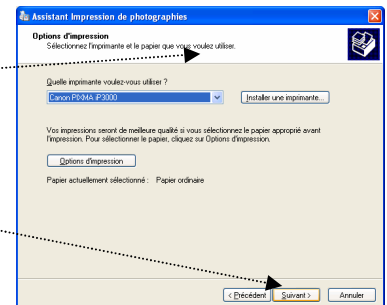 Assistant Impression de photographies
Options d'impression
Sélectionnez l'imprimante et le papier que vous voulez utiliser.
Quelle imprimante voulez-vous utiliser ?
Canon PIXMA iP3000
Installer une imprimante...
Vos impressions seront de meilleure qualité si vous sélectionnez le papier approprié avant
l'impression. Pour sélectionner le papier, cliquez sur Options d'impression.
Options d'impression
Papier actuellement sélectionné : Papier ordinaire
< Précédent
Suivant >
Annuler